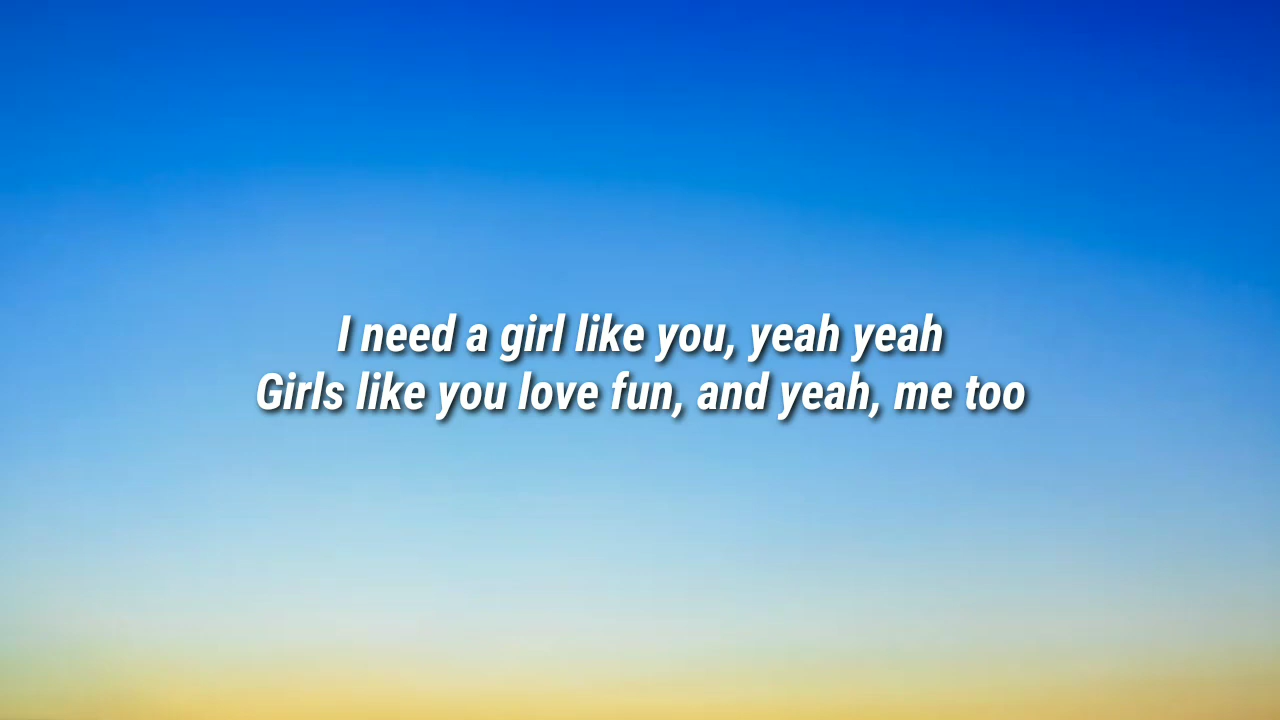 I need a girl like you, yeah yeah
Girls like you love fun, and yeah, me too